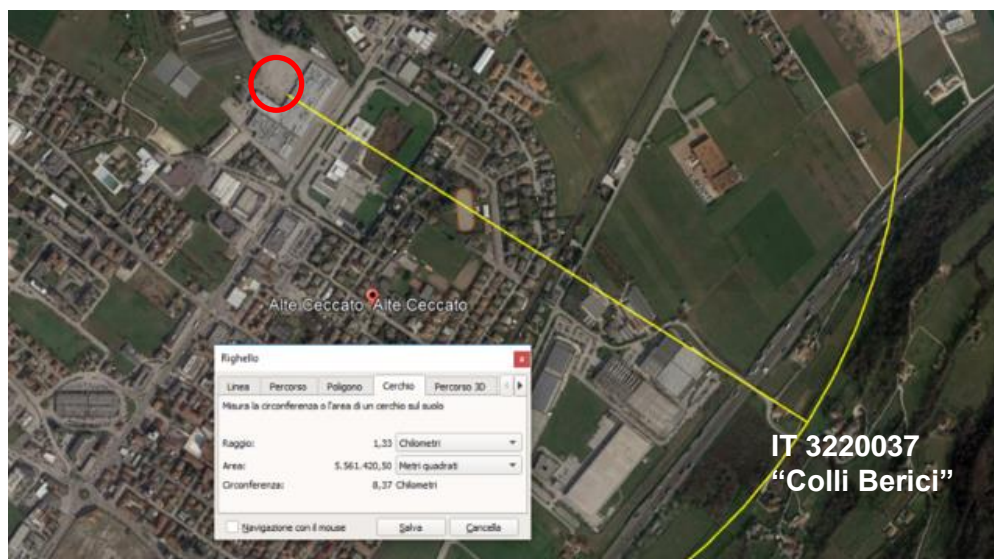 Alte Ceccato Alte Ceccato
Righello
Linea Percorso Poligono Cerchio Percorso 3D
Misura la circonferenza o l'area di un cerchio sul suolo
Raggio: 1,33 Chilometri
Area: 5.561.420,50 Metri quadrati
Circonferenza: 8,37 Chilometri
Navigazione con il mouse Salva Cancella
IT 3220037
“Colli Berici”